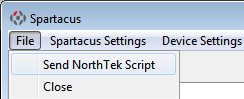 Spartacus
File Spartacus Settings Device Settings
Send NorthTek Script
Close